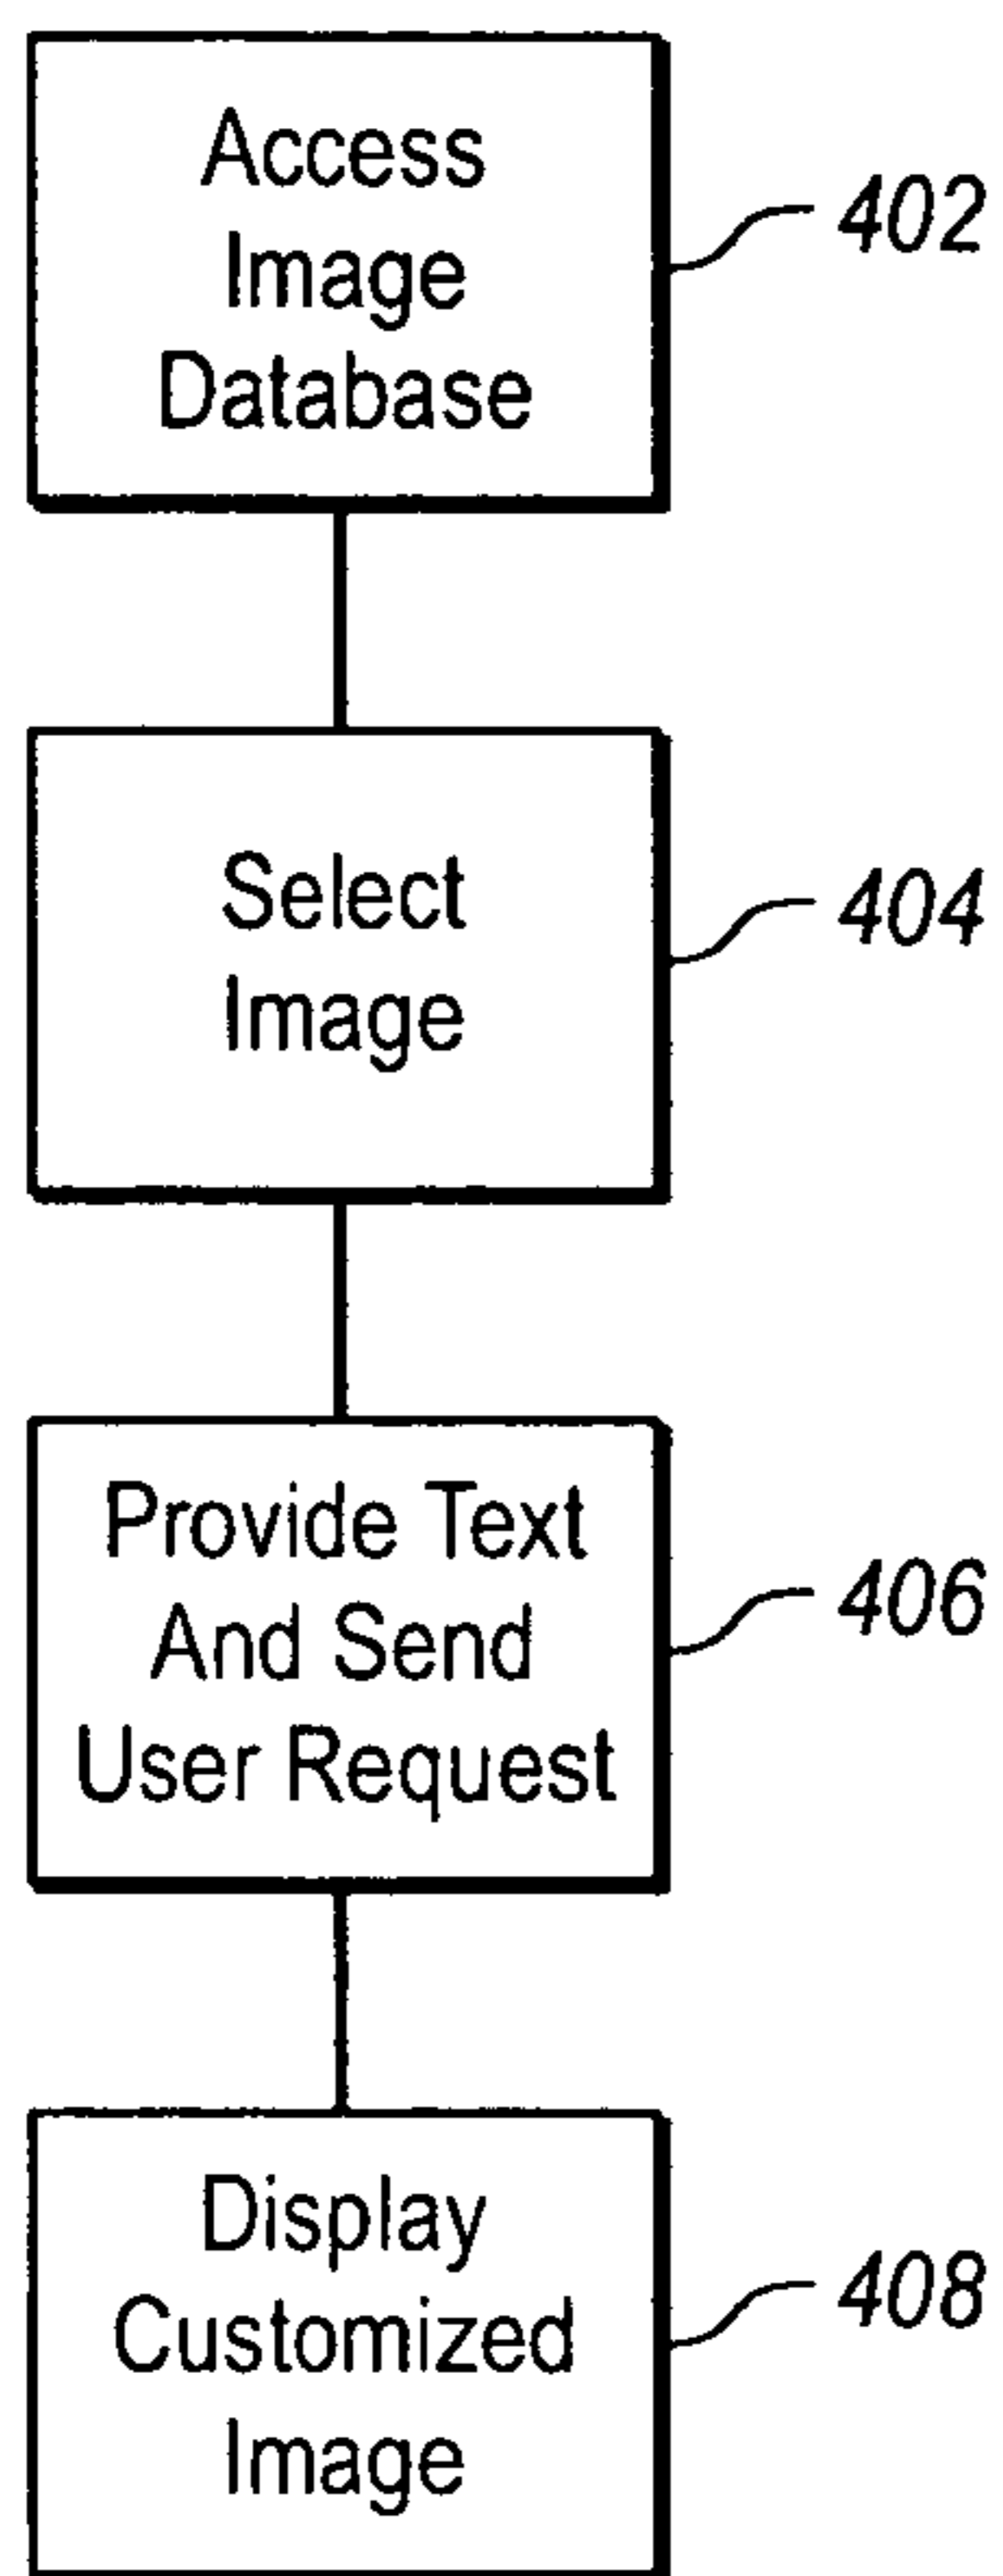 Access
Image
Database
402
Select
Image
404
Provide Text
And Send
User Request
406
Display
Customized
Image
408